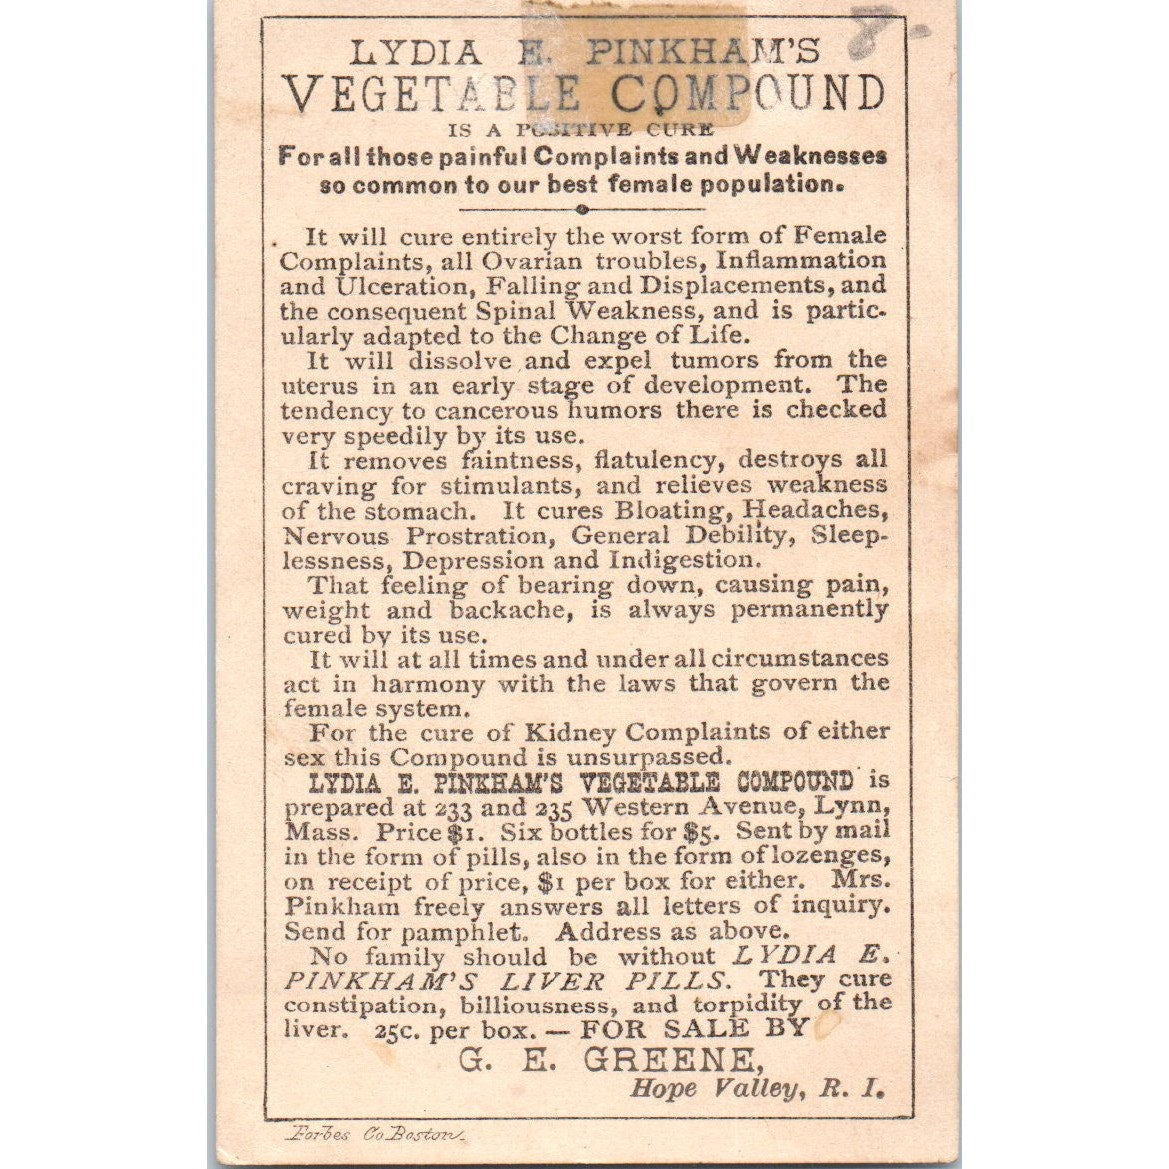 8-
LYDIA E. PINKHAM'S
VEGETABLE COMPOUND
IS A POSITIVE CURE
For all those painful Complaints and Weaknesses
so common to our best female population.
It will cure entirely the worst form of Female
Complaints, all Ovarian troubles, Inflammation
and Ulceration, Falling and Displacements, and
the consequent Spinal Weakness, and is partic-
ularly adapted to the Change of Life.
It will dissolve and expel tumors from the
uterus in an early stage of development. The
tendency to cancerous humors there is checked
very speedily by its use.
It removes faintness, flatulency, destroys all
craving for stimulants, and relieves weakness
of the stomach. It cures Bloating, Headaches,
Nervous Prostration, General Debility, Sleep-
lessness, Depression and Indigestion.
That feeling of bearing down, causing pain,
weight and backache, is always permanently
cured by its use.
It will at all times and under all circumstances
act in harmony with the laws that govern the
female system.
For the cure of Kidney Complaints of either
sex this Compound is unsurpassed.
LYDIA E. PINKHAM'S VEGETABLE COMPOUND is
prepared at 233 and 235 Western Avenue, Lynn,
Mass. Price $1. Six bottles for $5. Sent by mail
in the form of pills, also in the form of lozenges,
on receipt of price, $1 per box for either. Mrs.
Pinkham freely answers all letters of inquiry.
Send for pamphlet. Address as above.
No family should be without LYDIA E.
PINKHAM'S LIVER PILLS. They cure
constipation, billiousness, and torpidity of the
liver. 25c. per box. — FOR SALE BY
G. E. GREENE,
Hope Valley, R. I.
Forbes Co Boston.